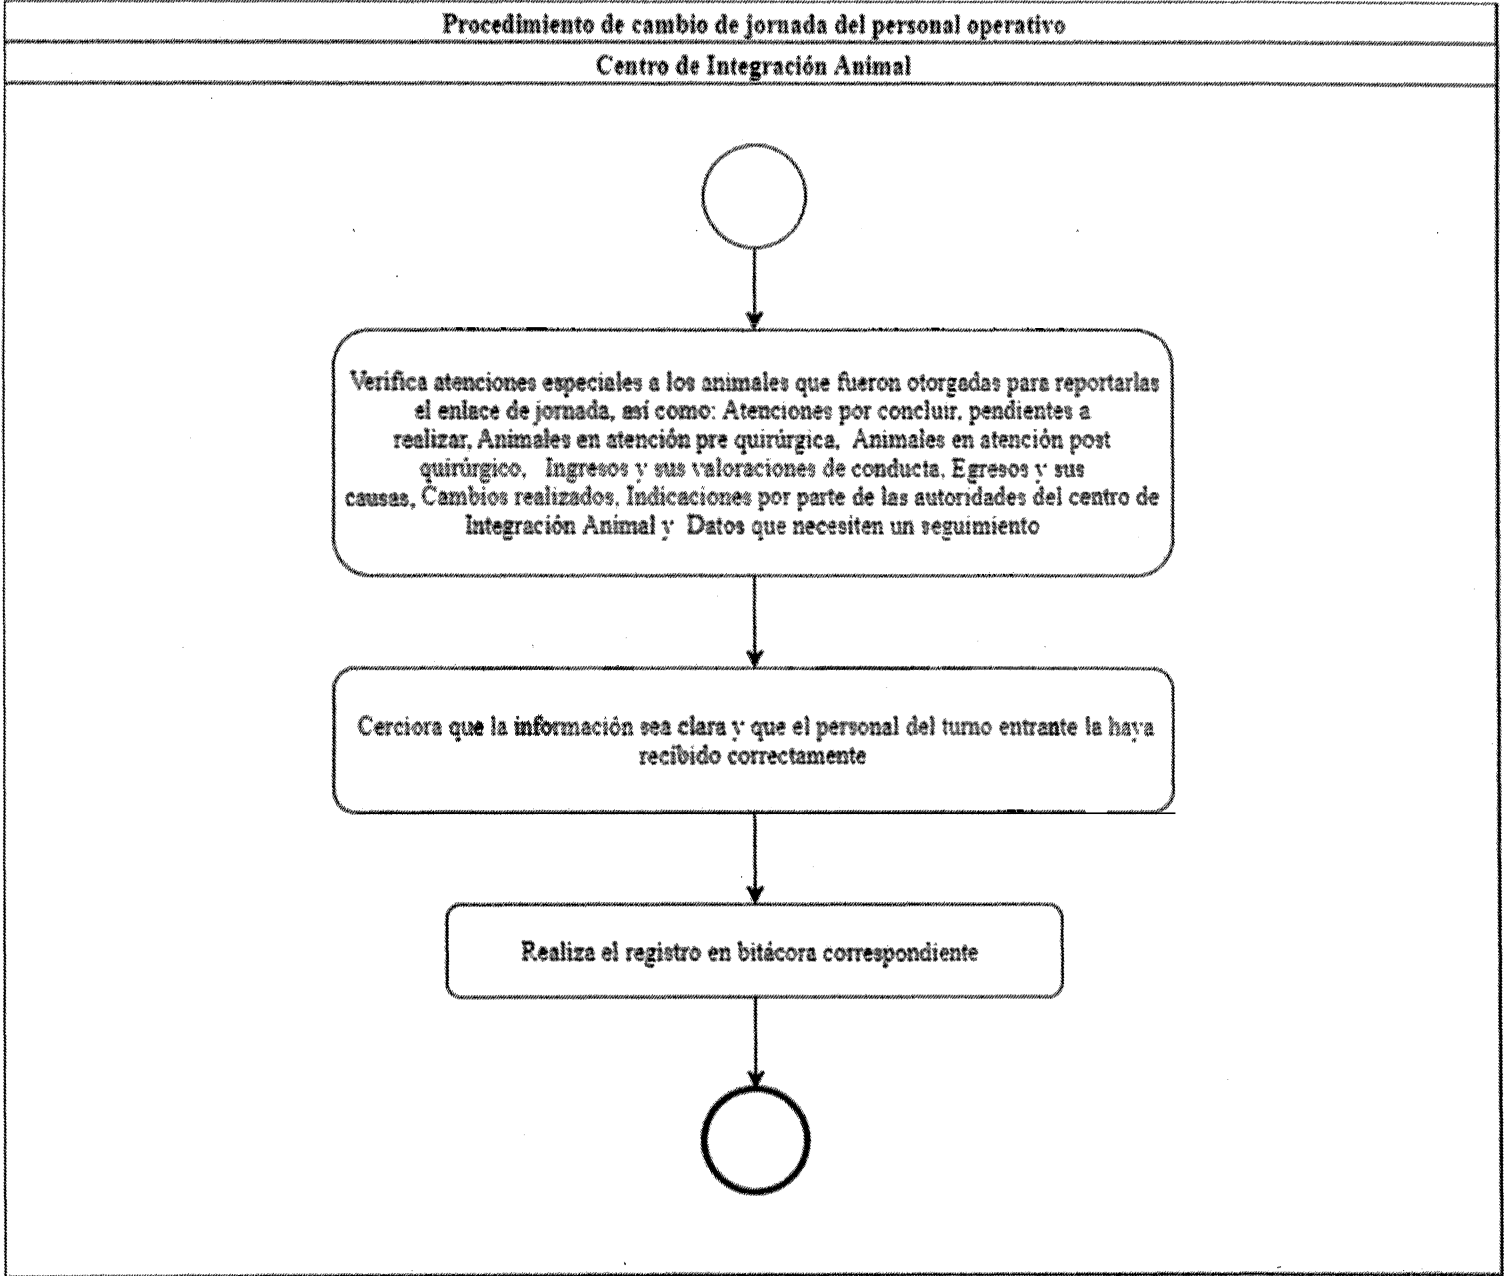 Procedimiento de cambio de jornada del personal operativo
Centro de Integración Animal
Verifica atenciones especiales a los animales que fueron otorgadas para reportarlas
el enlace de jornada, así como: Atenciones por concluir, pendientes a
realizar, Animales en atención pre quirúrgica, Animales en atención post
quirúrgico, Ingresos y sus valoraciones de conducta, Egresos y sus
causas, Cambios realizados, Indicaciones por parte de las autoridades del centro de
Integración Animal y Datos que necesiten un seguimiento
Cerciora que la información sea clara y que el personal del turno entrante la haya
recibido correctamente
Realiza el registro en bitácora correspondiente